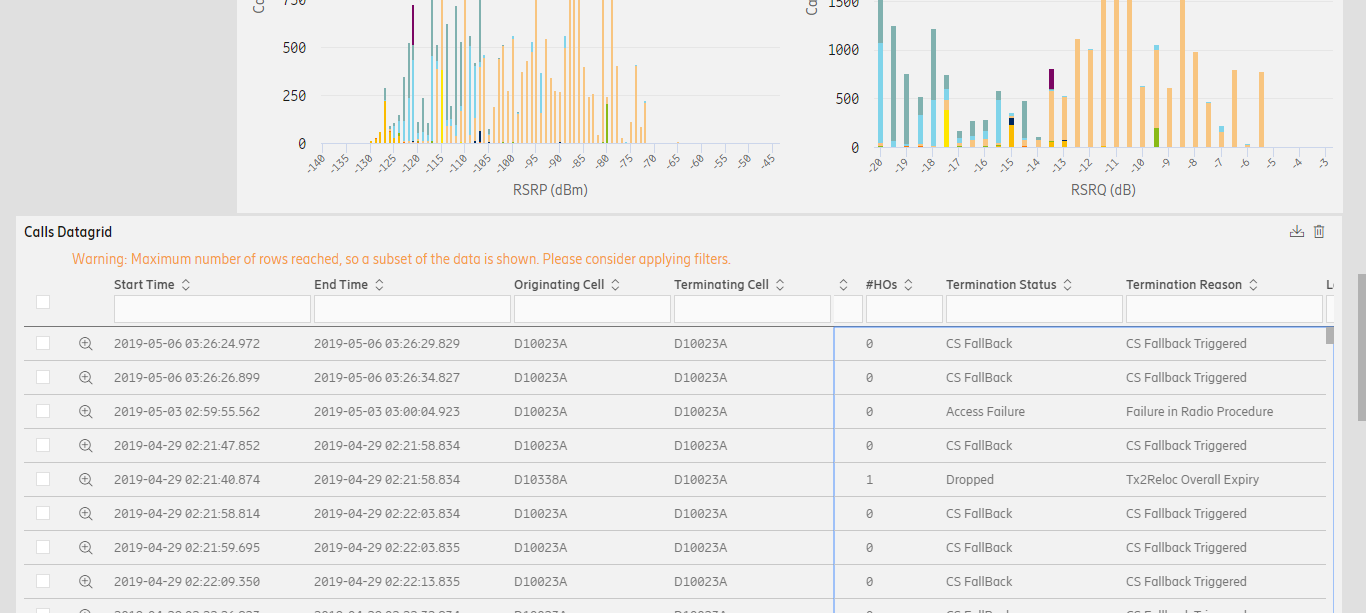 750
Ca
500
250
0
-140 -135 -130 -125 -120 -115 -110 -105 -100 -95 -90 -85 -80 -75 -70 -65 -60 -55 -50 -45
RSRP (dBm)
1500
Ca
1000
500
0
-20 -19 -18 -17 -16 -15 -14 -13 -12 -11 -10 -9 -8 -7 -6 -5 -4 -3
RSRQ (dB)
Calls Datagrid
Warning: Maximum number of rows reached, so a subset of the data is shown. Please consider applying filters.
Start Time End Time Originating Cell Terminating Cell #HOs Termination Status Termination Reason
2019-05-06 03:26:24.972 2019-05-06 03:26:29.829 D10023A D10023A 0 CS FallBack CS Fallback Triggered
2019-05-06 03:26:26.899 2019-05-06 03:26:34.827 D10023A D10023A 0 CS FallBack CS Fallback Triggered
2019-05-03 02:59:55.562 2019-05-03 03:00:04.923 D10023A D10023A 0 Access Failure Failure in Radio Procedure
2019-04-29 02:21:47.852 2019-04-29 02:21:58.834 D10023A D10023A 0 CS FallBack CS Fallback Triggered
2019-04-29 02:21:40.874 2019-04-29 02:21:58.834 D10338A D10023A 1 Dropped Tx2Reloc Overall Expiry
2019-04-29 02:21:58.814 2019-04-29 02:22:03.834 D10023A D10023A 0 CS FallBack CS Fallback Triggered
2019-04-29 02:21:59.695 2019-04-29 02:22:03.835 D10023A D10023A 0 CS FallBack CS Fallback Triggered
2019-04-29 02:22:09.350 2019-04-29 02:22:13.835 D10023A D10023A 0 CS FallBack CS Fallback Triggered